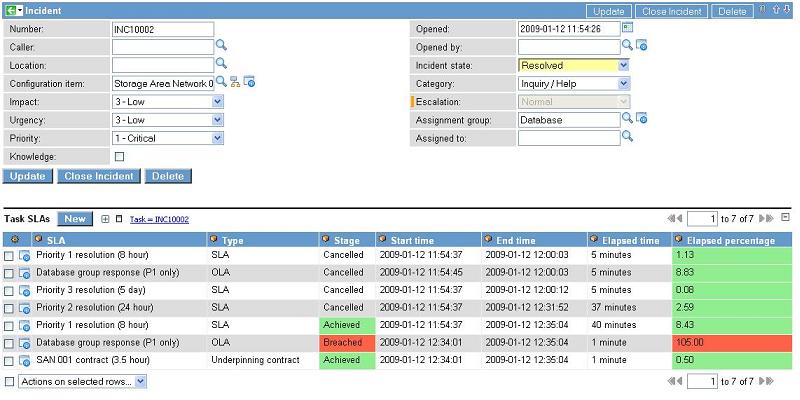 Incident Update Close Incident Delete
Number: INC10002 Opened: 2009-01-12 11:54:26
Caller: Opened by:
Location: Incident state: Resolved
Configuration item: Storage Area Network 0 Category: Inquiry / Help
Impact: 3 - Low Escalation: Normal
Urgency: 3 - Low Assignment group: Database
Priority: 1 - Critical Assigned to:
Knowledge:
Update Close Incident Delete
Task SLAs New Task = INC10002 1 to 7 of 7
SLA Type Stage Start time End time Elapsed time Elapsed percentage
Priority 1 resolution (8 hour) SLA Cancelled 2009-01-12 11:54:37 2009-01-12 12:00:03 5 minutes 1.13
Database group response (P1 only) OLA Cancelled 2009-01-12 11:54:45 2009-01-12 12:00:03 5 minutes 8.83
Priority 3 resolution (5 day) SLA Cancelled 2009-01-12 11:54:37 2009-01-12 12:00:12 5 minutes 0.08
Priority 2 resolution (24 hour) SLA Cancelled 2009-01-12 11:54:37 2009-01-12 12:31:52 37 minutes 2.59
Priority 1 resolution (8 hour) SLA Achieved 2009-01-12 11:54:37 2009-01-12 12:35:04 40 minutes 8.43
Database group response (P1 only) OLA Breached 2009-01-12 12:34:01 2009-01-12 12:35:04 1 minute 105.00
SAN 001 contract (3.5 hour) Underpinning contract Achieved 2009-01-12 12:34:01 2009-01-12 12:35:04 1 minute 0.50
Actions on selected rows... 1 to 7 of 7